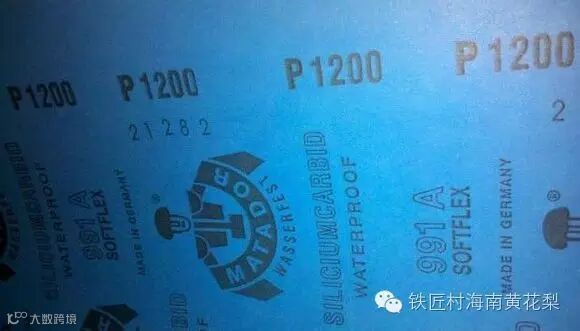 P1200
P1200
P1200
P1200
21282
2
WASSERFEST
SILICIUMCARBID
WATERPROOF
991 A
SOFTFLEX
MADE IN GERMANY
®
MATADOR
WASSERFEST
SILICIUMCARBID
WATERPROOF
991 A
SOFTFLEX
MADE IN GERMANY
®
铁匠村海南黄花梨
大数跨境